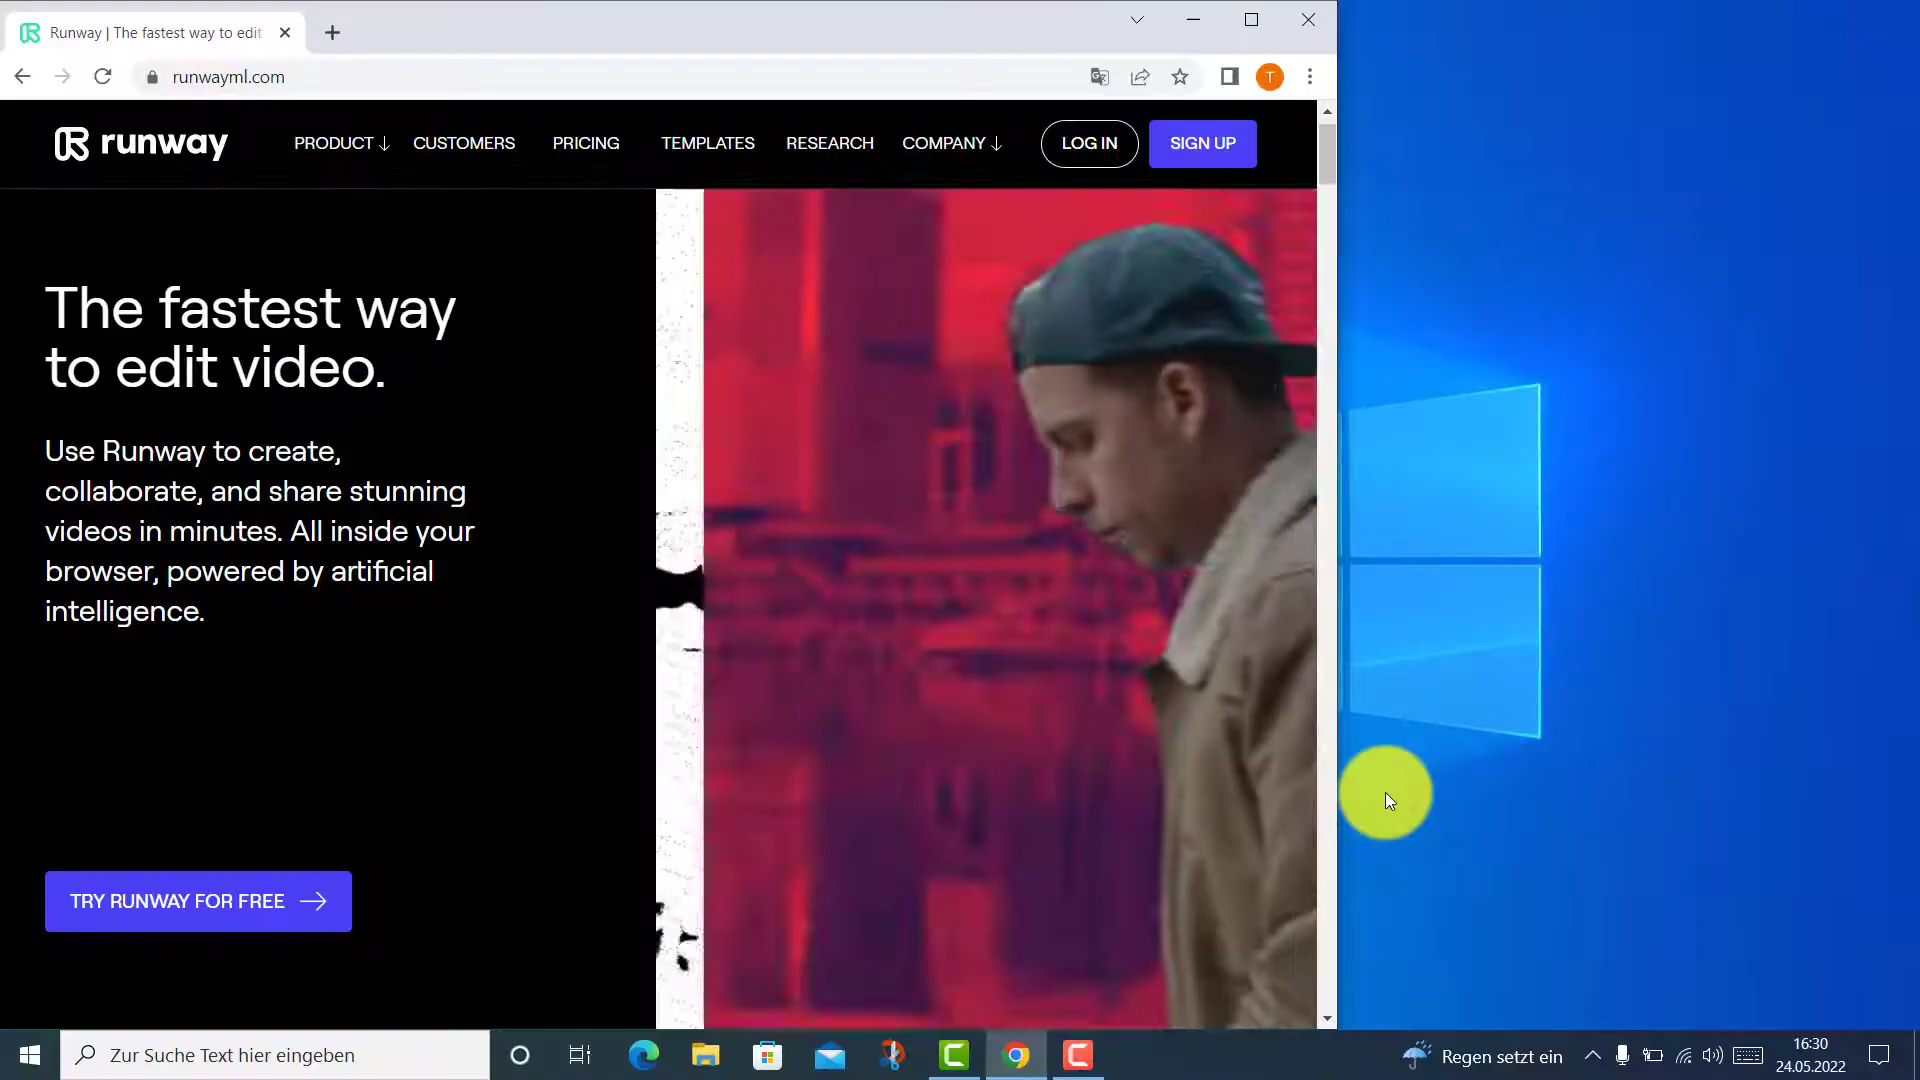 Runway | The fastest way to edit
runwayml.com
T
runway
PRODUCT ↓ CUSTOMERS PRICING TEMPLATES RESEARCH COMPANY ↓ LOG IN SIGN UP
The fastest way
to edit video.
Use Runway to create,
collaborate, and share stunning
videos in minutes. All inside your
browser, powered by artificial
intelligence.
TRY RUNWAY FOR FREE →
Zur Suche Text hier eingeben
Regen setzt ein
16:30
24.05.2022